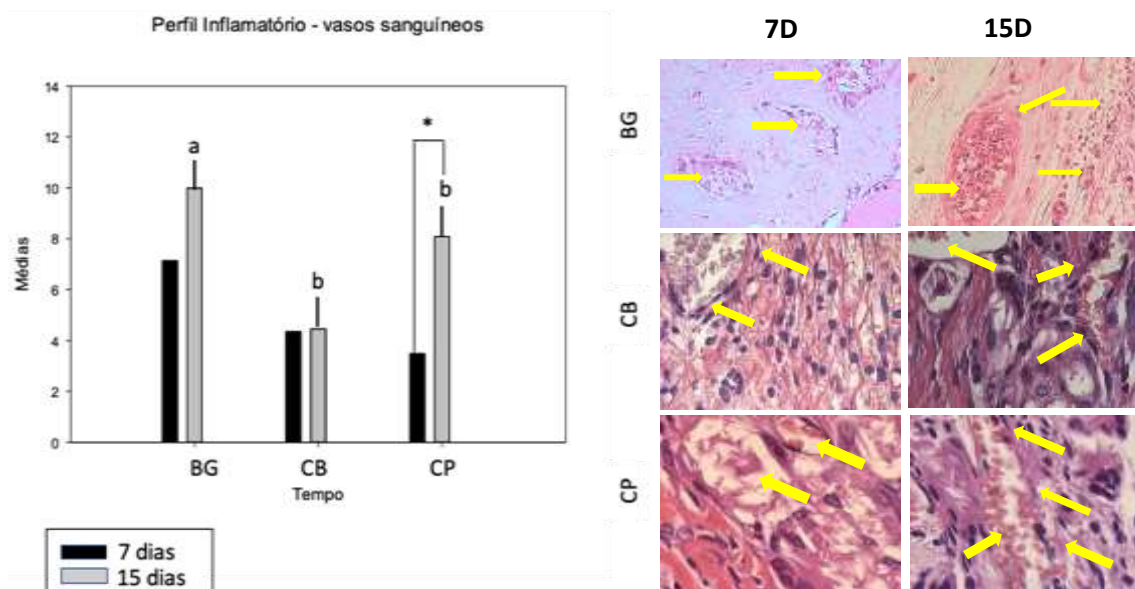 Perfil Inflamatório - vasos sanguíneos
14
12
10
8
6
4
2
0
Médias
a
b
*
b
BG
CB
CP
Tempo
7 dias
15 dias
7D
15D
BG
CB
CP